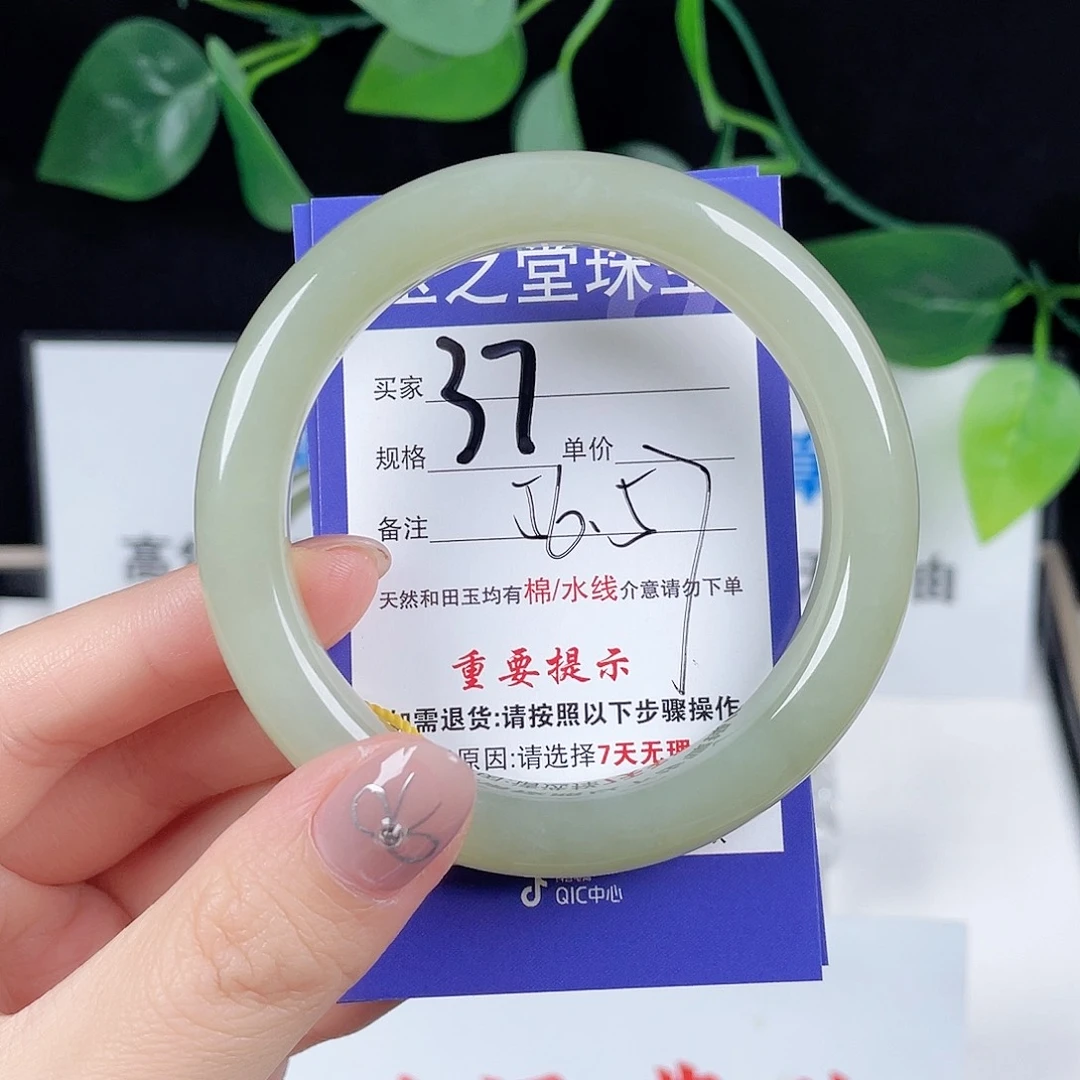 之堂珠
买家 37
规格 单价
备注 56.5
天然和田玉均有棉/水线介意请勿下单
重要提示
如需退货:请按照以下步骤操作
原因:请选择7天无理
QIC中心